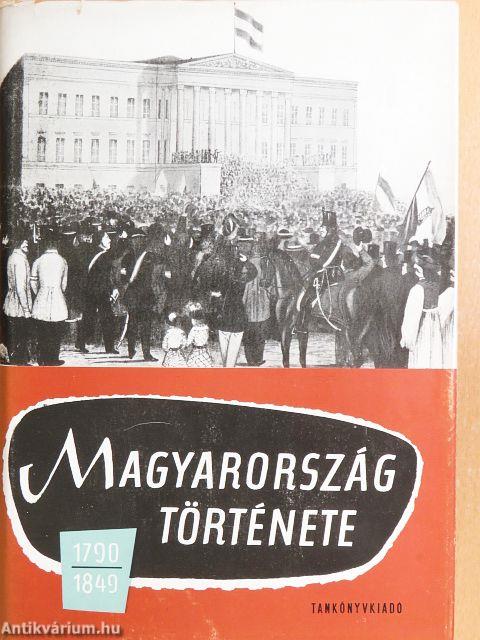 MAGYARORSZÁG
TÖRTÉNETE
1790
1849
TANKÖNYVKIADÓ
Antikvárium.hu